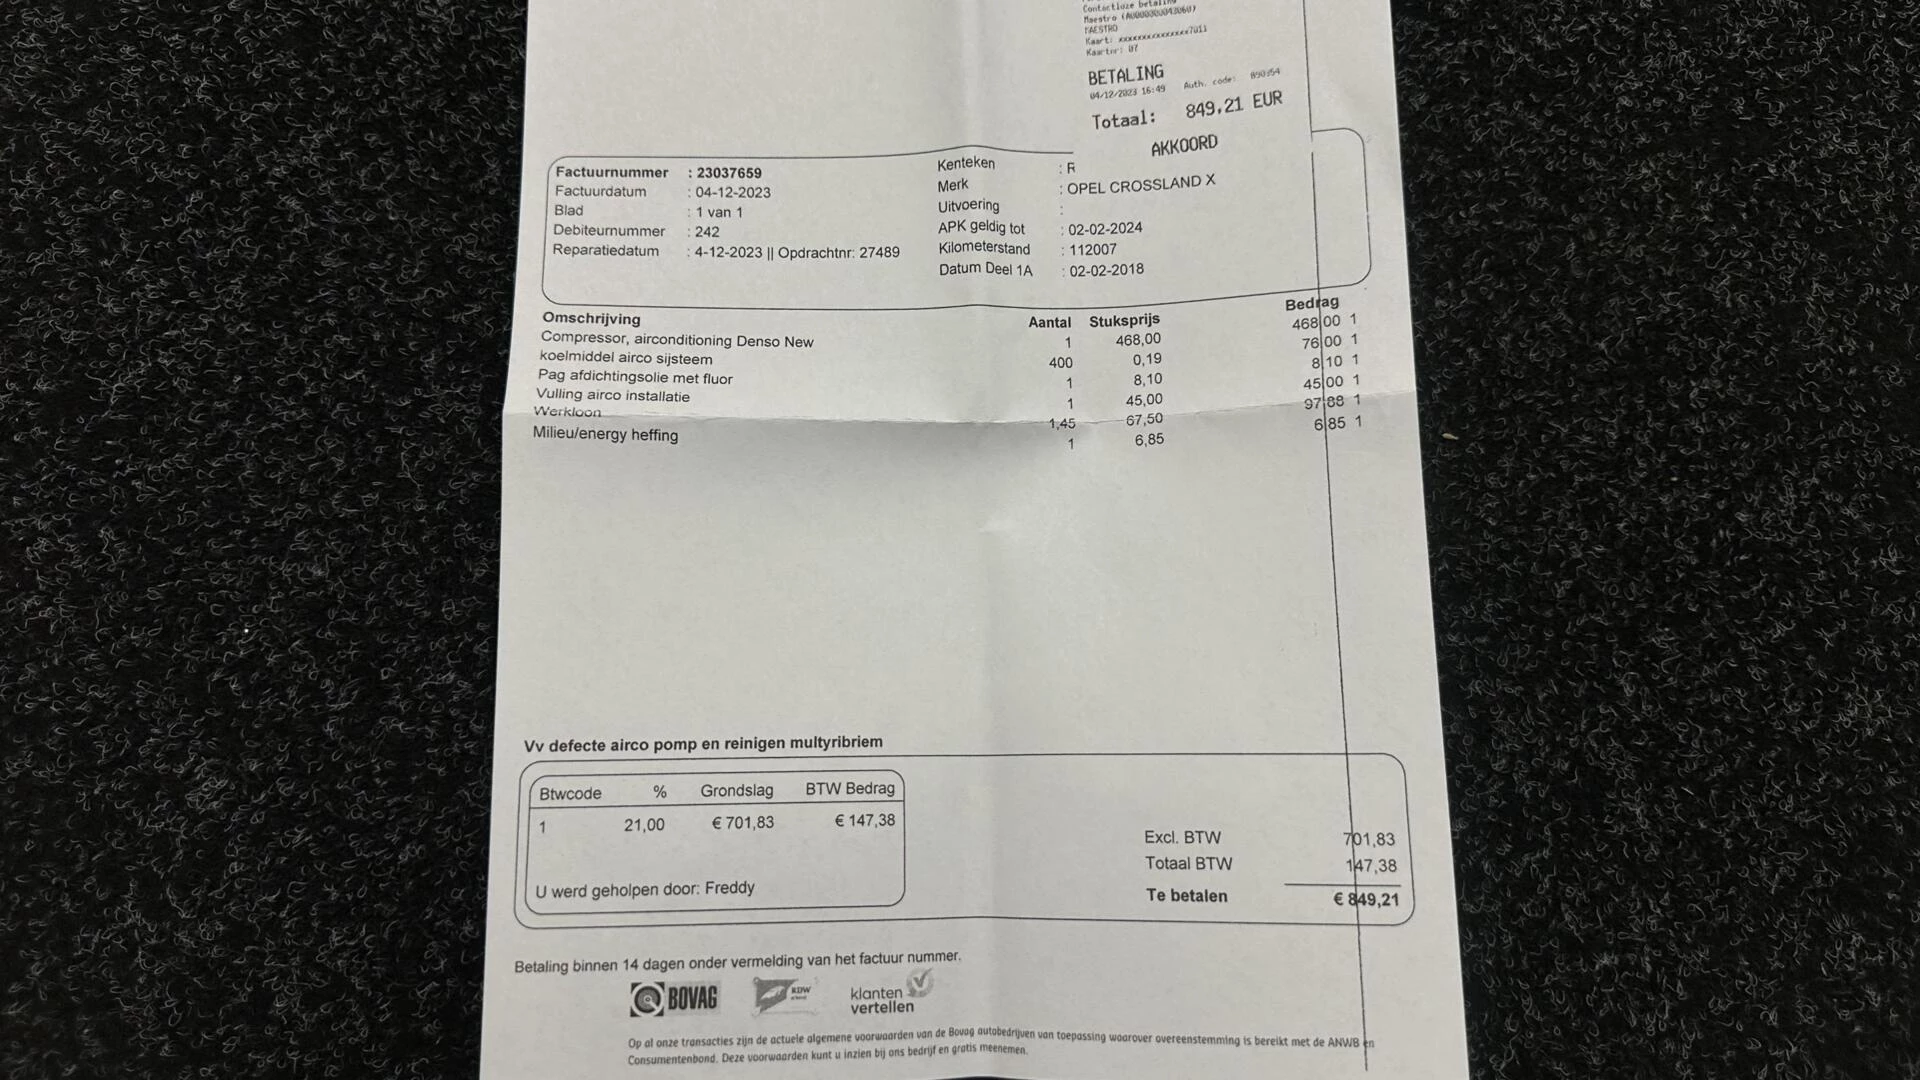 Contactloze betaling
Maestro (A0000000043060)
MAESTRO
Kaart: xxxxxxxxxxxxxxx7011
Kaartnr: 07
BETALING
04/12/2023 16:49 Auth. code: 890354
Totaal: 849,21 EUR
AKKOORD
Factuurnummer : 23037659
Factuurdatum : 04-12-2023
Blad : 1 van 1
Debiteurnummer : 242
Reparatiedatum : 4-12-2023 || Opdrachtnr: 27489
Kenteken : R
Merk : OPEL CROSSLAND X
Uitvoering :
APK geldig tot : 02-02-2024
Kilometerstand : 112007
Datum Deel 1A : 02-02-2018
Omschrijving Aantal Stuksprijs Bedrag
Compressor, airconditioning Denso New 1 468,00 468,00 1
koelmiddel airco sijsteem 400 0,19 76,00 1
Pag afdichtingsolie met fluor 1 8,10 8,10 1
Vulling airco installatie 1 45,00 45,00 1
Werkloon 1,45 67,50 97,88 1
Milieu/energy heffing 1 6,85 6,85 1
Vv defecte airco pomp en reinigen multyribriem
Btwcode % Grondslag BTW Bedrag
1 21,00 € 701,83 € 147,38
U werd geholpen door: Freddy
Excl. BTW 701,83
Totaal BTW 147,38
Te betalen € 849,21
Betaling binnen 14 dagen onder vermelding van het factuur nummer.
BOVAG
RDW
klanten
vertellen
Op al onze transacties zijn de actuele algemene voorwaarden van de Bovag autobedrijven van toepassing waarover overeenstemming is bereikt met de ANWB en
Consumentenbond. Deze voorwaarden kunt u inzien bij ons bedrijf en gratis meenemen.